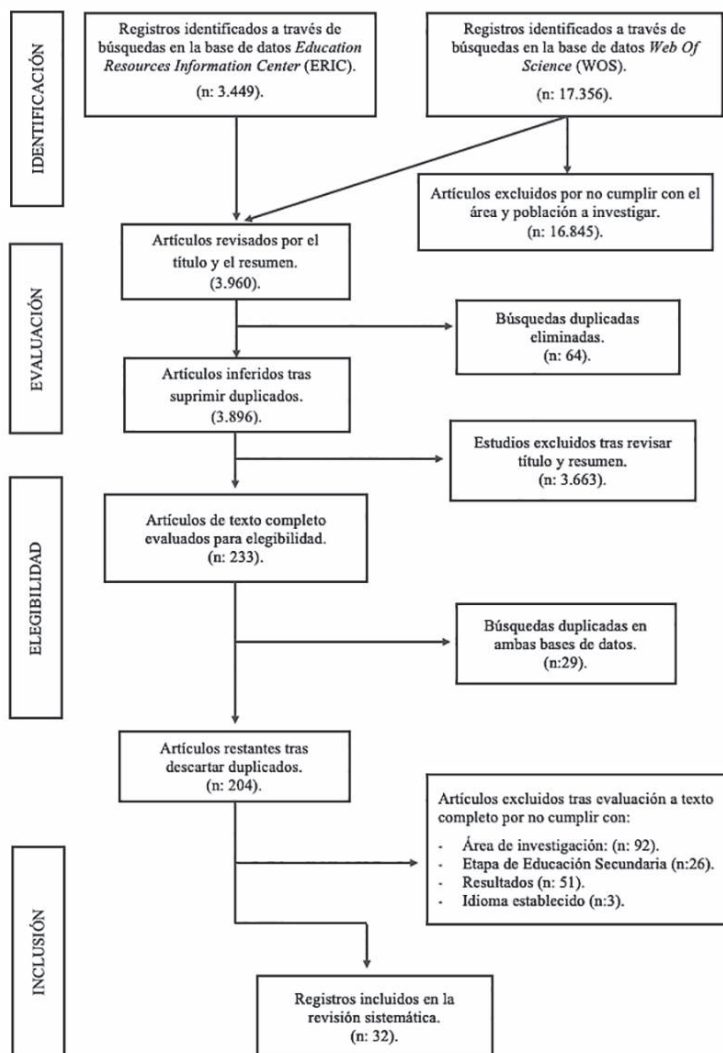 IDENTIFICACIÓN
Registros identificados a través de
búsquedas en la base de datos Education
Resources Information Center (ERIC).
(n: 3.449).
Registros identificados a través de
búsquedas en la base de datos Web Of
Science (WOS).
(n: 17.356).
Artículos excluidos por no cumplir con el
área y población a investigar.
(n: 16.845).
EVALUACIÓN
Artículos revisados por el
título y el resumen.
(3.960).
Búsquedas duplicadas
eliminadas.
(n: 64).
Artículos inferidos tras
suprimir duplicados.
(3.896).
Estudios excluidos tras revisar
título y resumen.
(n: 3.663).
ELEGIBILIDAD
Artículos de texto completo
evaluados para elegibilidad.
(n: 233).
Búsquedas duplicadas en
ambas bases de datos.
(n:29).
Artículos restantes tras
descartar duplicados.
(n: 204).
Artículos excluidos tras evaluación a texto
completo por no cumplir con:
- Área de investigación: (n: 92).
- Etapa de Educación Secundaria (n:26).
- Resultados (n: 51).
- Idioma establecido (n:3).
INCLUSIÓN
Registros incluidos en la
revisión sistemática.
(n: 32).